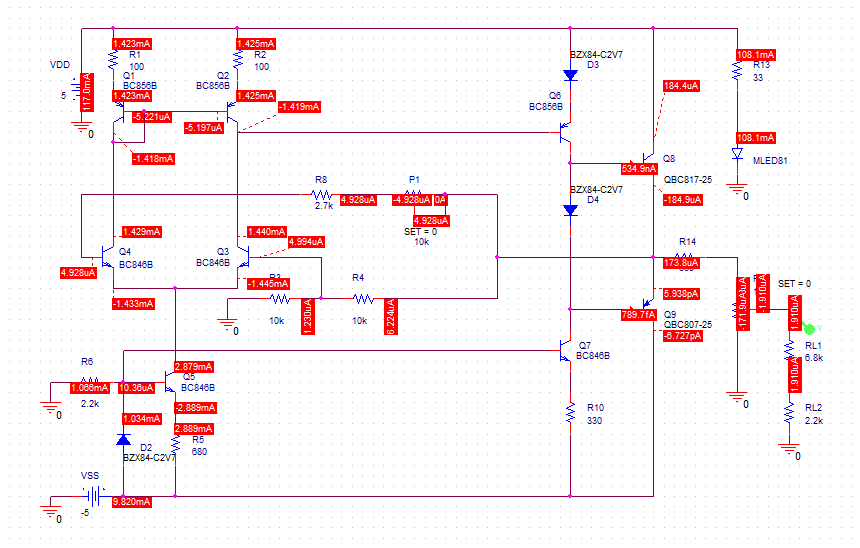 1.423mA
1.425mA
R1
100
R2
100
BZX84-C2V7
D3
108.1mA
R13
33
VDD
5
117.0mA
0
Q1
BC856B
Q2
BC856B
1.423mA
1.425mA
-1.419mA
-5.221uA
-5.197uA
-1.418mA
Q6
BC856B
184.4uA
108.1mA
MLED81
0
Q8
534.9nA
QBC817-25
-184.9uA
R8
2.7k
4.928uA
P1
-4.928uA
0A
4.928uA
SET = 0
10k
BZX84-C2V7
D4
1.429mA
1.440mA
4.994uA
Q4
BC846B
Q3
BC846B
4.928uA
-1.433mA
-1.445mA
R14
173.8uA
5.938pA
789.7fA
Q9
QBC807-25
-6.727pA
SET = 0
-1.910uA
1.910uA
RL1
6.8k
1.910uA
RL2
2.2k
0
0
R4
10k
10k
1.230uA
6.224uA
0
Q7
BC846B
R10
330
R6
1.066mA
2.2k
0
10.36uA
2.879mA
Q5
BC846B
-2.889mA
2.889mA
R5
680
1.034mA
D2
BZX84-C2V7
VSS
-5
9.820mA
0